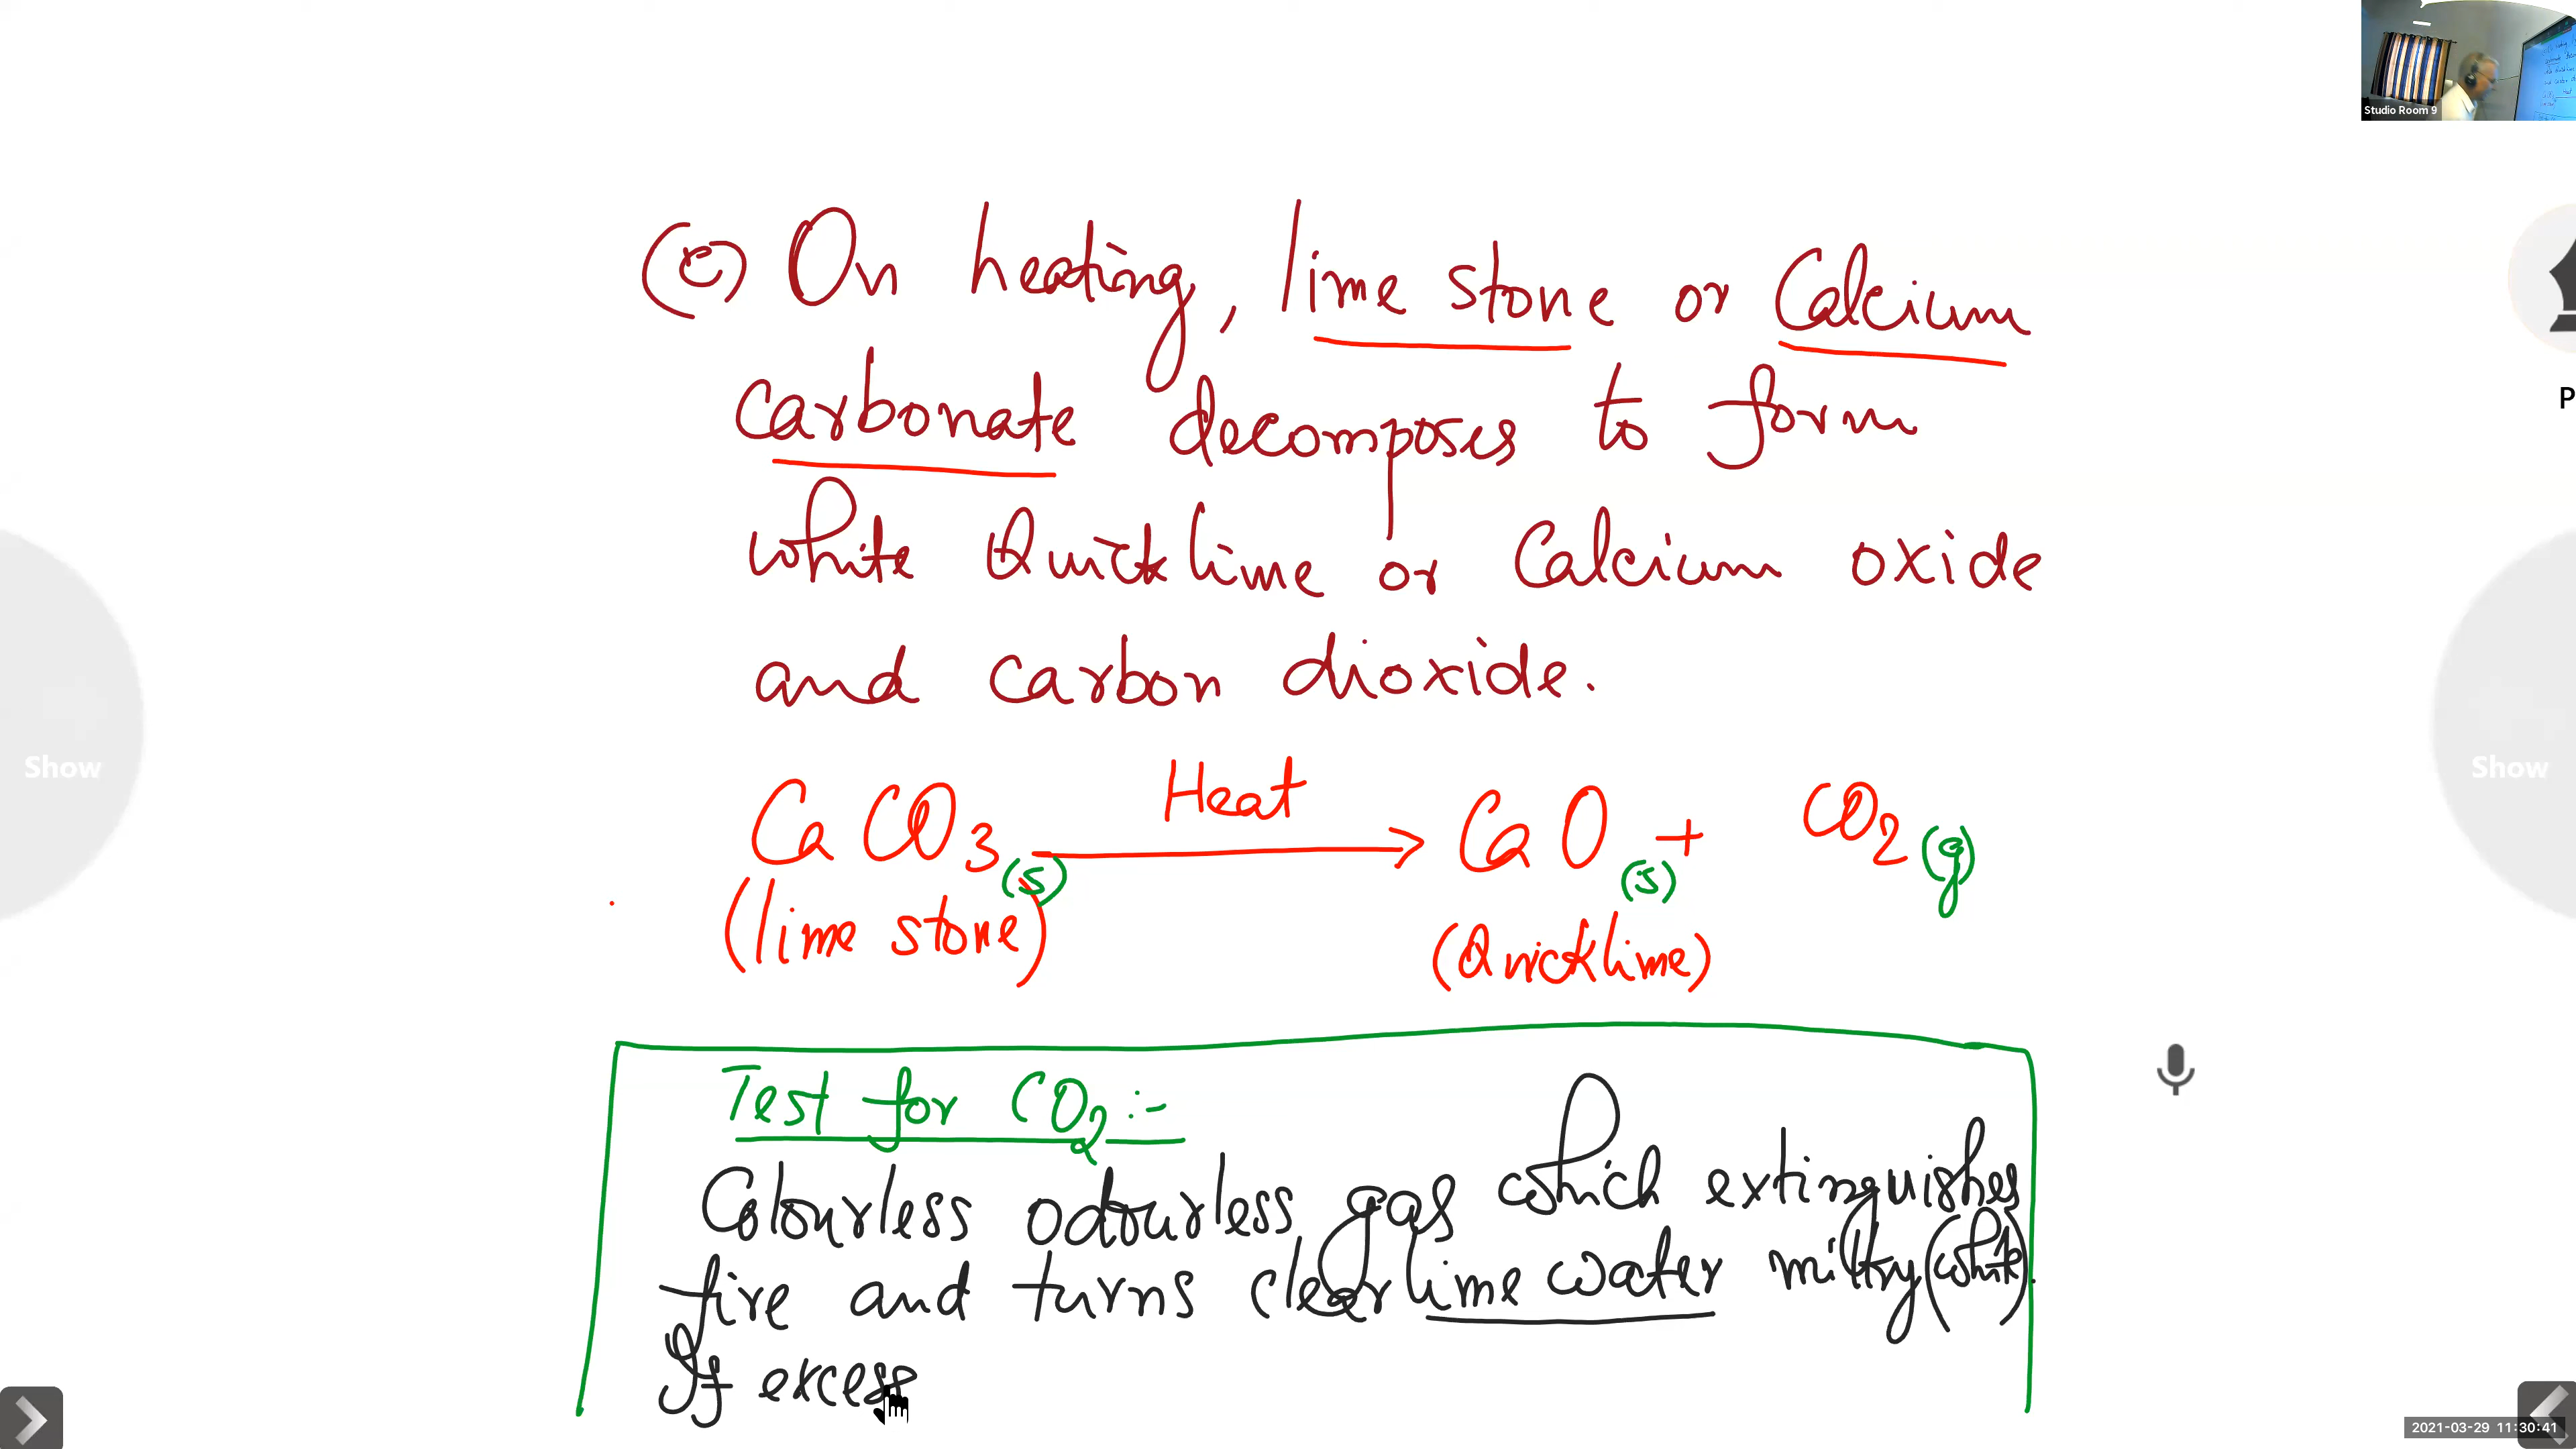 Studio Room 9
(c) On heating, lime stone or Calcium
P
carbonate decomposes to form
white Quicklime or Calcium oxide
and carbon dioxide.
Show
Show
Heat
CaCO3(s) → CaO(s) + CO2(g)
(lime stone)
(Quicklime)
Test for CO2 :-
Colourless odourless gas which extinguishes
fire and turns clear lime water milky (white).
If excess
2021-03-29 11:30:41